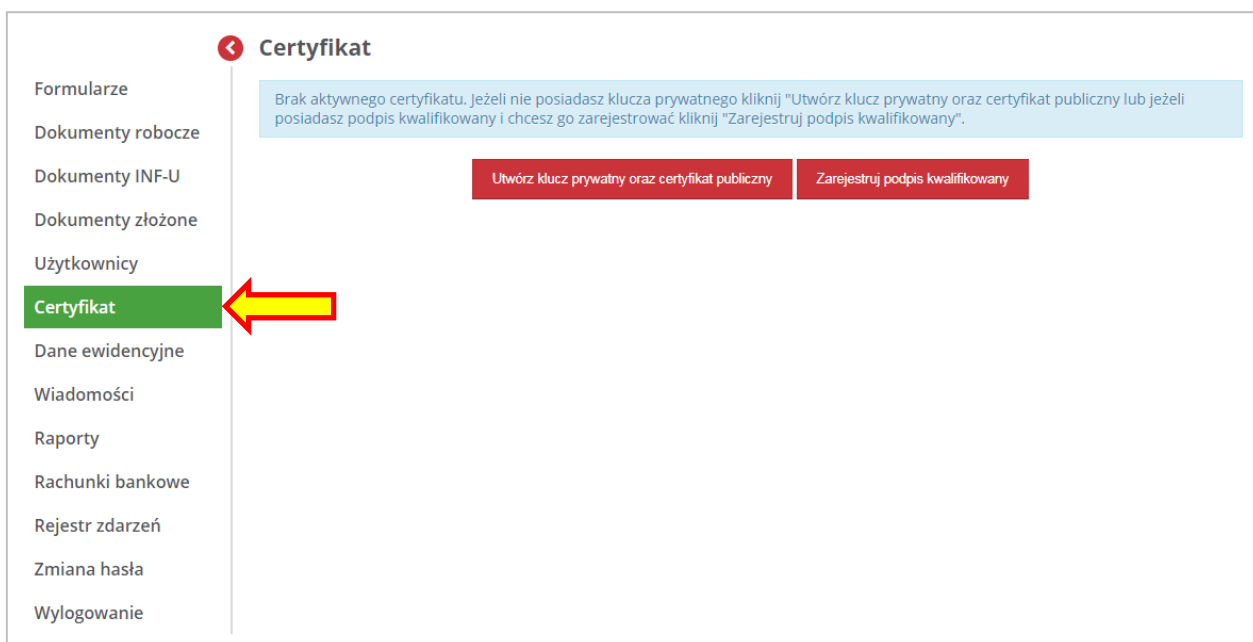 Certyfikat
Formularze
Dokumenty robocze
Dokumenty INF-U
Dokumenty złożone
Użytkownicy
Certyfikat
Dane ewidencyjne
Wiadomości
Raporty
Rachunki bankowe
Rejestr zdarzeń
Zmiana hasła
Wylogowanie
Brak aktywnego certyfikatu. Jeżeli nie posiadasz klucza prywatnego kliknij "Utwórz klucz prywatny oraz certyfikat publiczny lub jeżeli
posiadasz podpis kwalifikowany i chcesz go zarejestrować kliknij "Zarejestruj podpis kwalifikowany".
Utwórz klucz prywatny oraz certyfikat publiczny
Zarejestruj podpis kwalifikowany